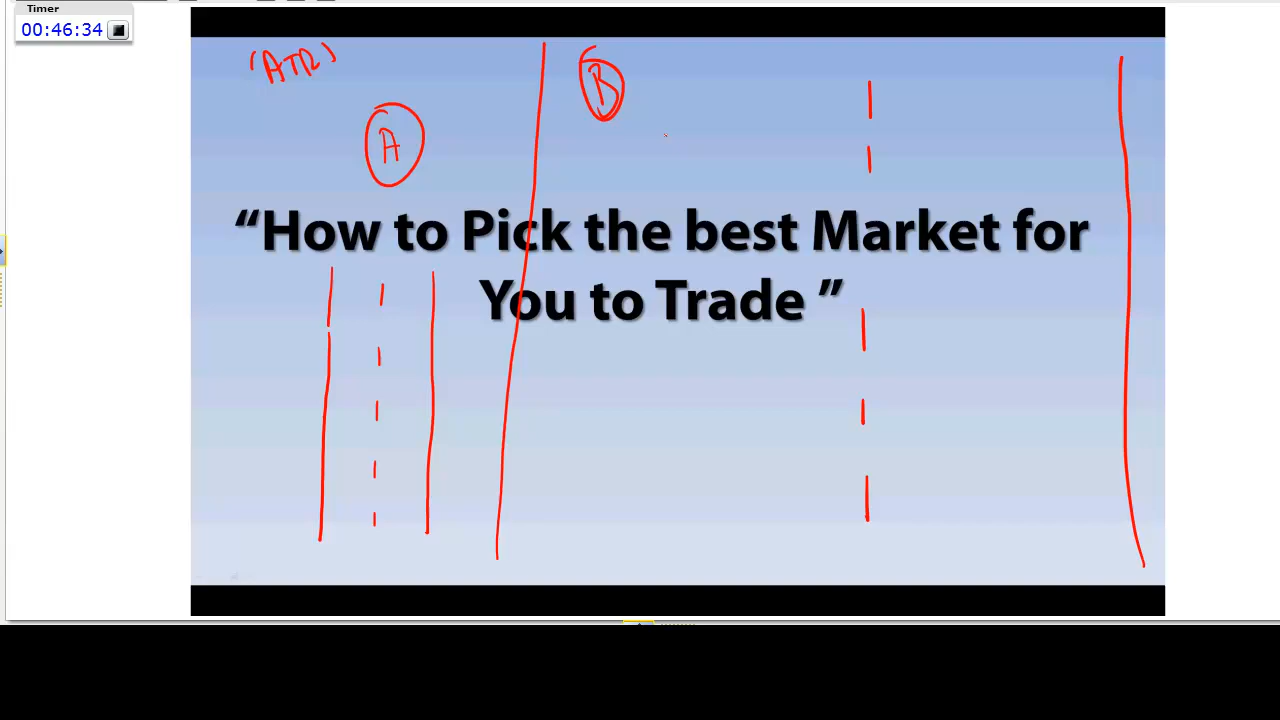 Timer
00:46:34
(ATR)
B
A
“How to Pick the best Market for
You to Trade ”